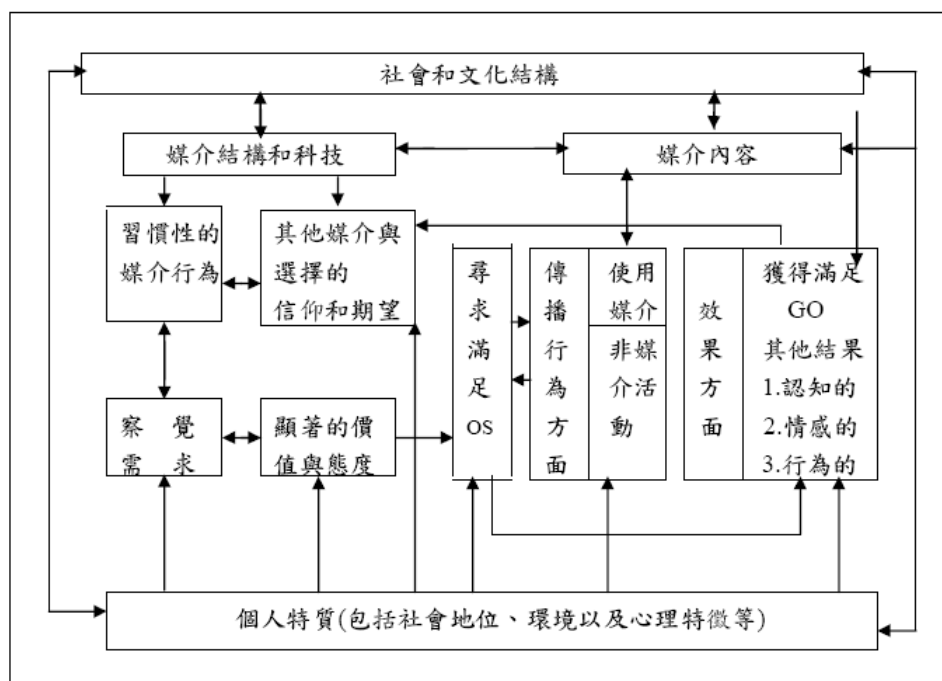 社會和文化結構
媒介結構和科技
媒介內容
習慣性的
媒介行為
其他媒介與
選擇的
信仰和期望
尋
求
滿
足
OS
傳
播
行
為
方
面
使用
媒介
非媒
介活
動
效
果
方
面
獲得滿足
GO
其他結果
1.認知的
2.情感的
3.行為的
察 覺
需 求
顯著的價
值與態度
個人特質(包括社會地位、環境以及心理特徵等)